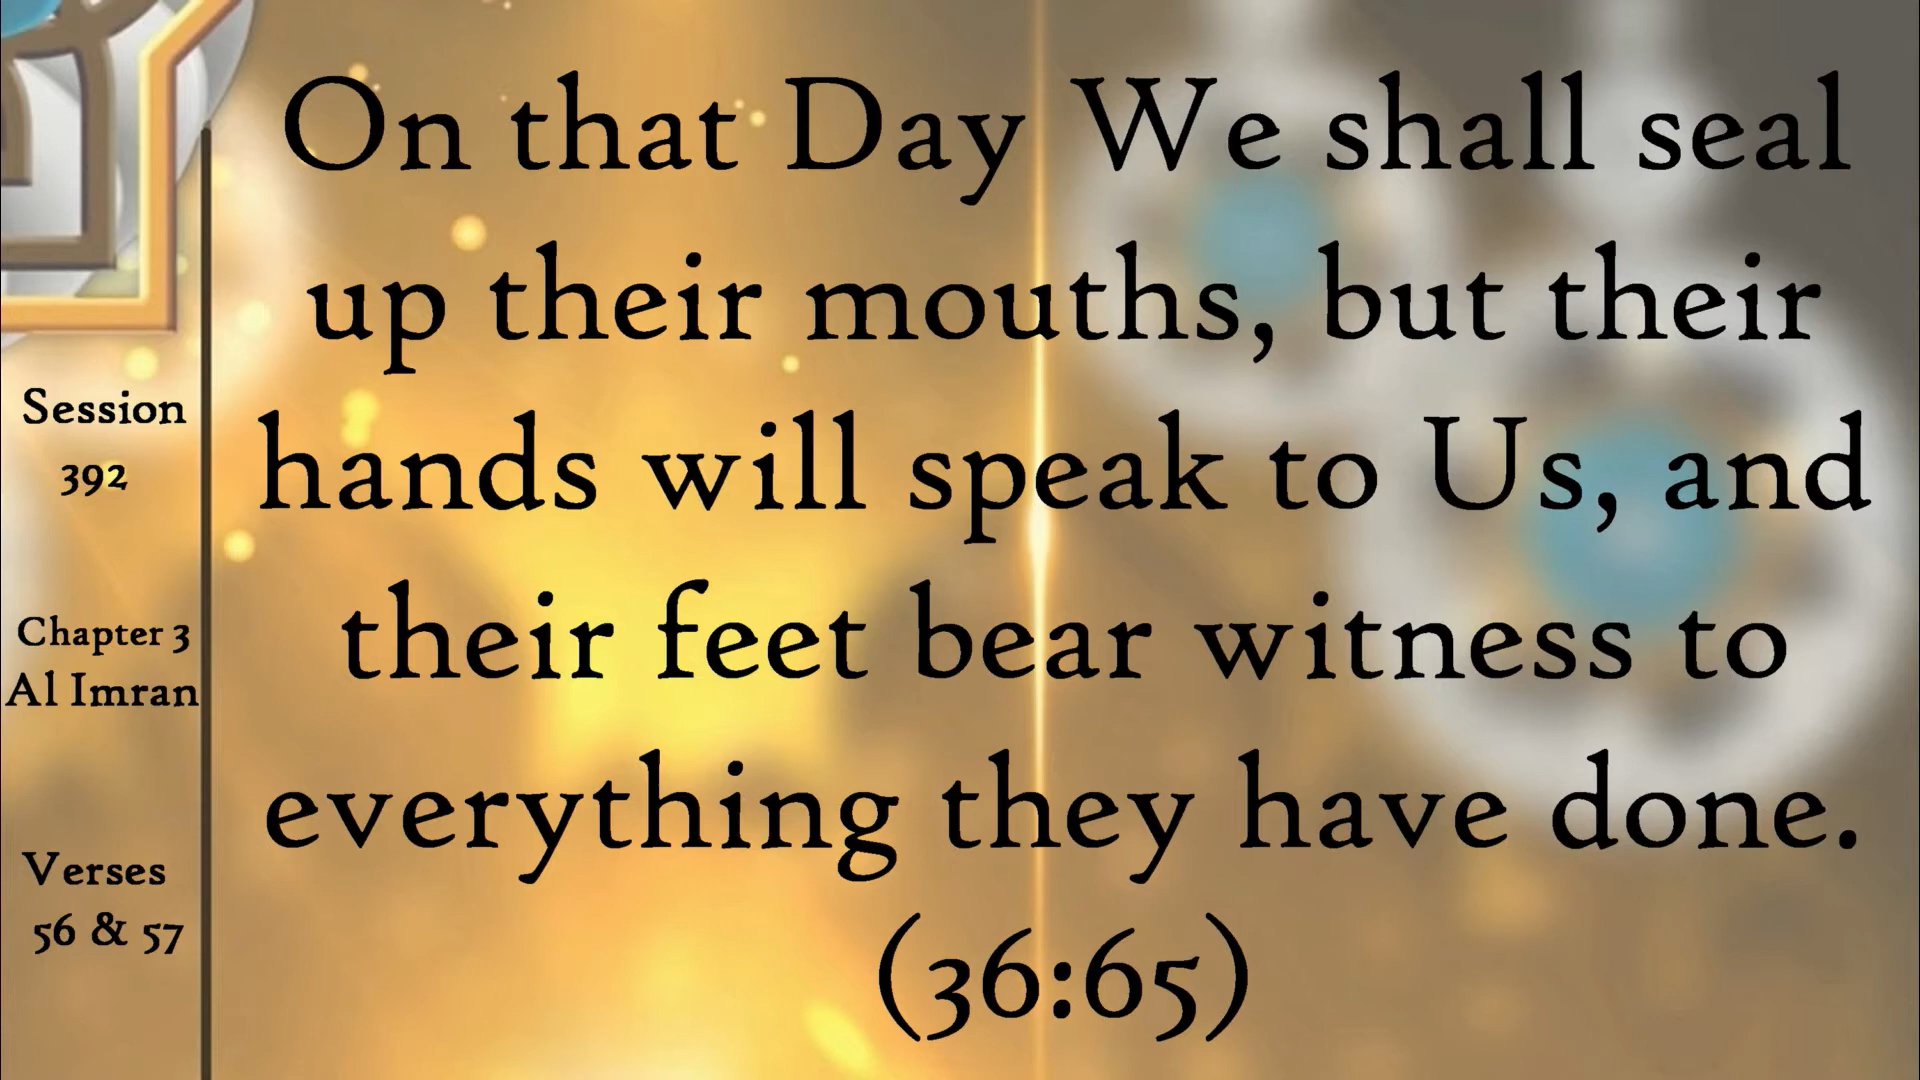 Session
392
Chapter 3
Al Imran
Verses
56 & 57
On that Day We shall seal
up their mouths, but their
hands will speak to Us, and
their feet bear witness to
everything they have done.
(36:65)